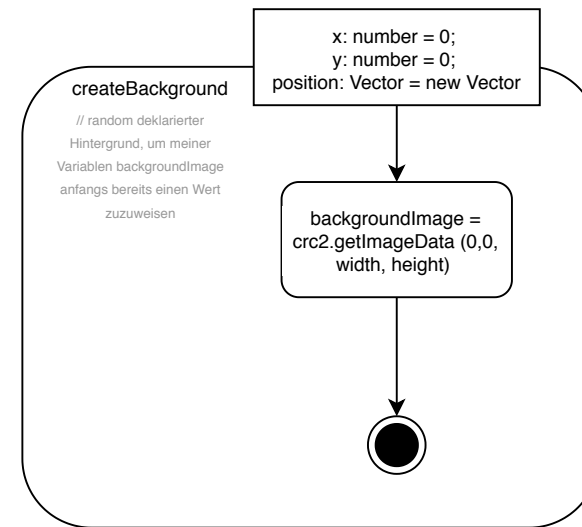 x: number = 0;
y: number = 0;
position: Vector = new Vector
createBackground
// random deklarierter
Hintergrund, um meiner
Variablen backgroundImage
anfangs bereits einen Wert
zuzuweisen
backgroundImage =
crc2.getImageData (0,0,
width, height)